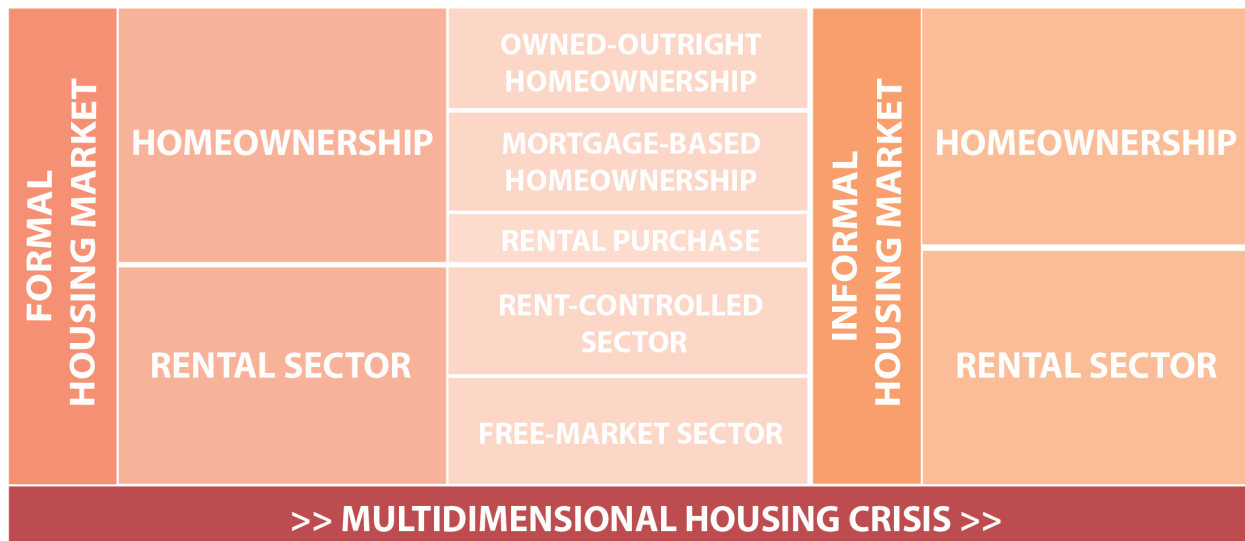 FORMAL
HOUSING MARKET
HOMEOWNERSHIP
OWNED-OUTRIGHT
HOMEOWNERSHIP
MORTGAGE-BASED
HOMEOWNERSHIP
RENTAL PURCHASE
RENTAL SECTOR
RENT-CONTROLLED
SECTOR
FREE-MARKET SECTOR
INFORMAL
HOUSING MARKET
HOMEOWNERSHIP
RENTAL SECTOR
>> MULTIDIMENSIONAL HOUSING CRISIS >>